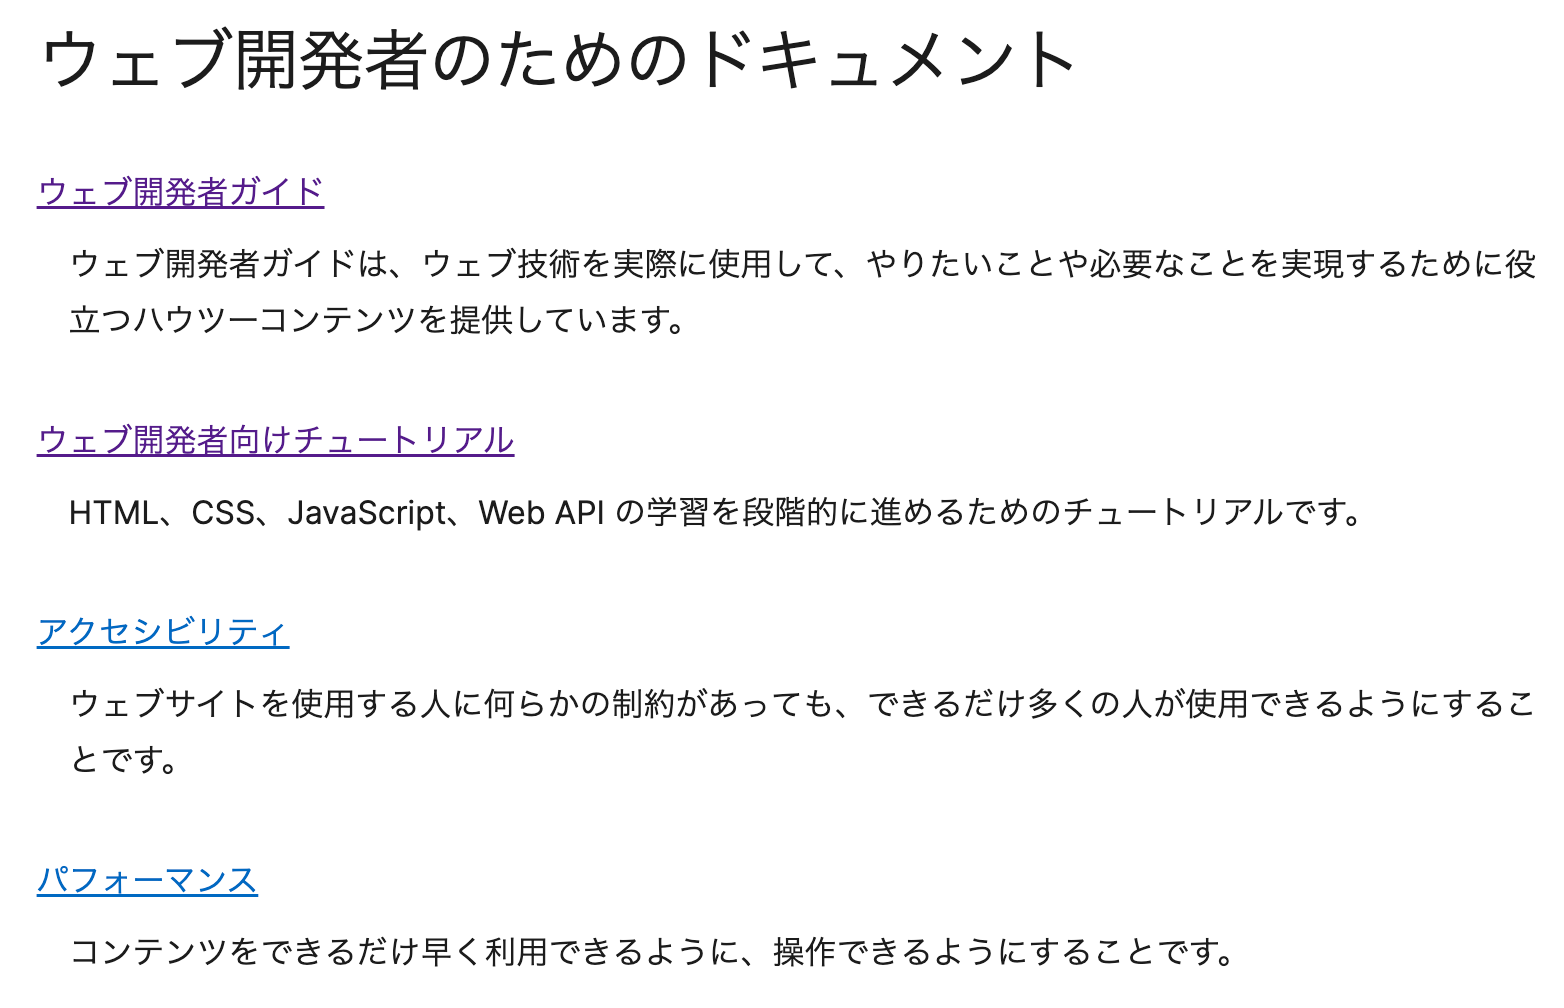 ウェブ開発者のためのドキュメント
ウェブ開発者ガイド
ウェブ開発者ガイドは、ウェブ技術を実際に使用して、やりたいことや必要なことを実現するために役
立つハウツーコンテンツを提供しています。
ウェブ開発者向けチュートリアル
HTML、CSS、JavaScript、Web API の学習を段階的に進めるためのチュートリアルです。
アクセシビリティ
ウェブサイトを使用する人に何らかの制約があっても、できるだけ多くの人が使用できるようにするこ
とです。
パフォーマンス
コンテンツをできるだけ早く利用できるように、操作できるようにすることです。